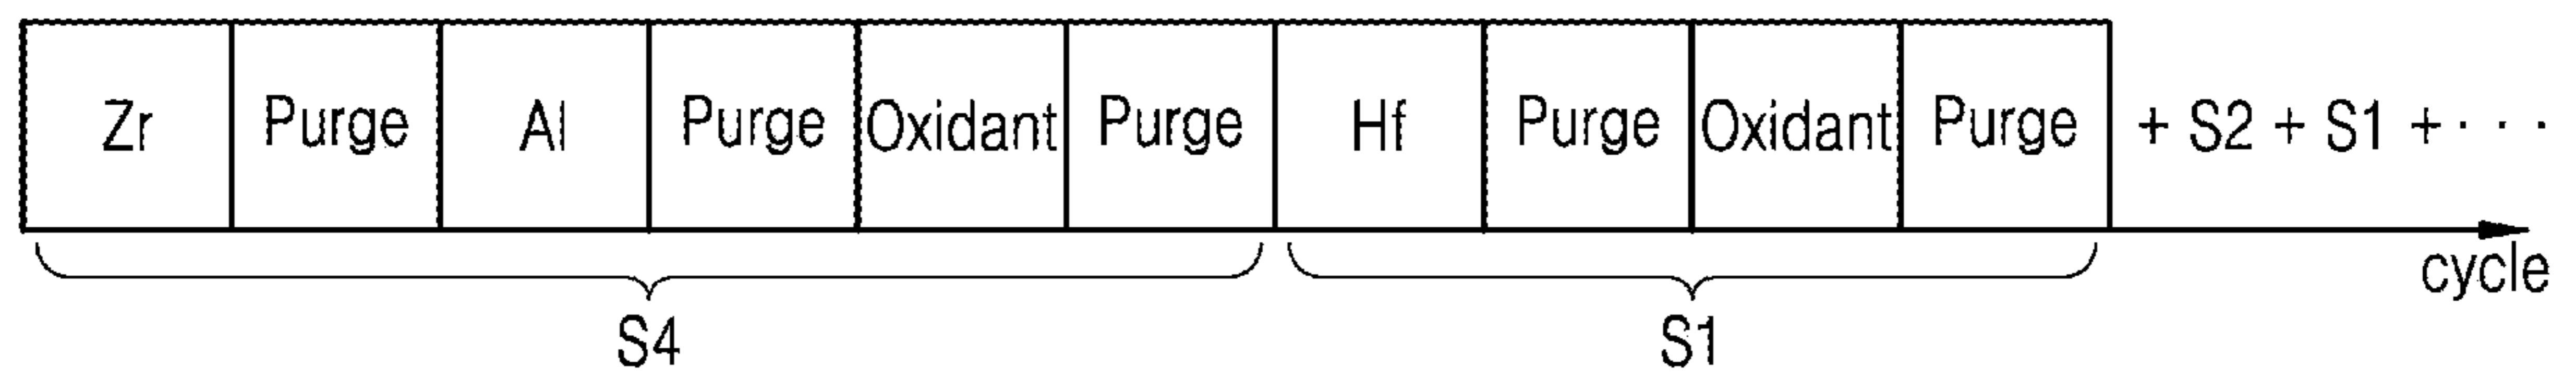 Zr Purge Al Purge Oxidant Purge Hf Purge Oxidant Purge + S2 + S1 + · · ·
cycle
S4 S1